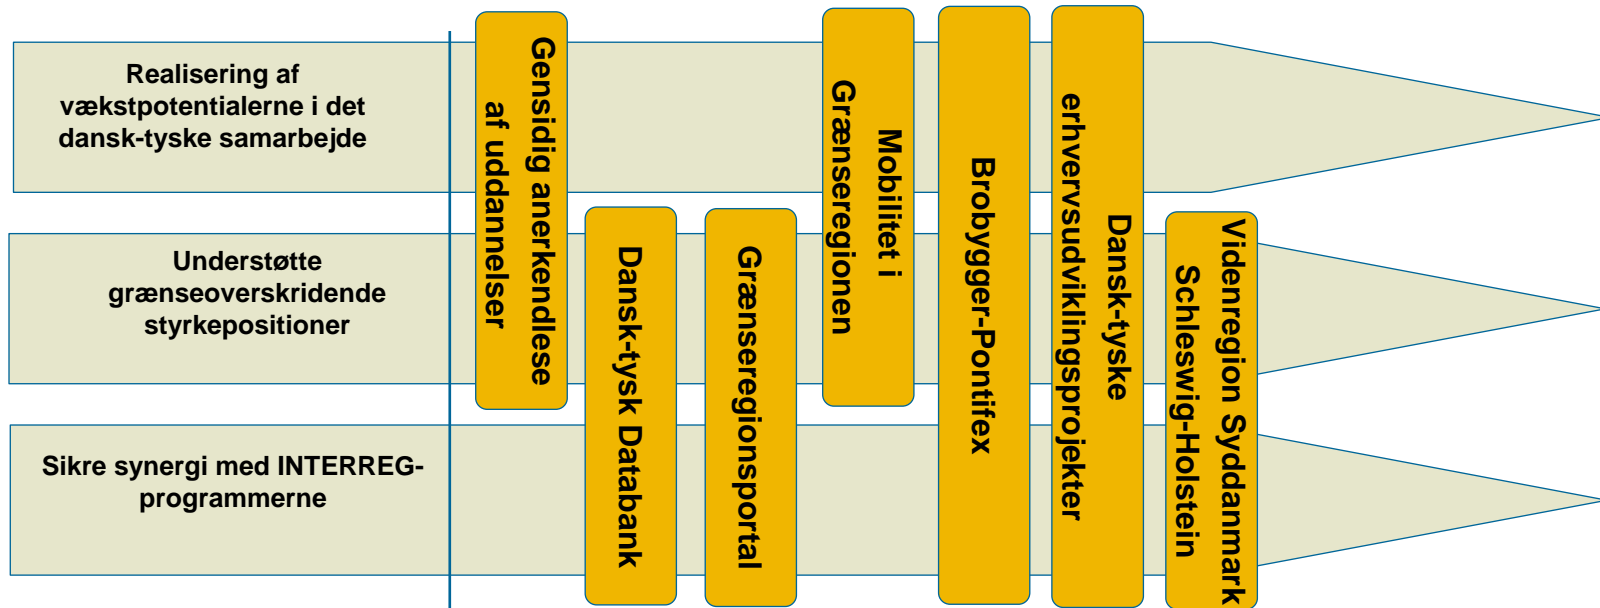 Realisering af
vækstpotentialerne i det
dansk-tyske samarbejde
Understøtte
grænseoverskridende
styrkepositioner
Sikre synergi med INTERREG-
programmerne
Gensidig anerkendlese
af uddannelser
Dansk-tysk Databank
Grænseregionsportal
Mobilitet i
Grænseregionen
Brobygger-Pontifex
Dansk-tyske
erhvervsudviklingsprojekter
Videnregion Syddanmark
Schleswig-Holstein